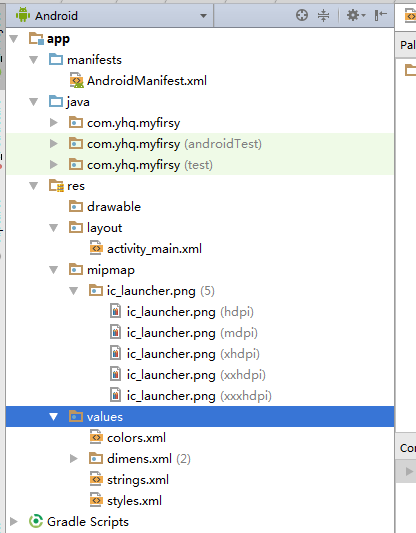 Android
app
manifests
AndroidManifest.xml
java
com.yhq.myfirsy
com.yhq.myfirsy (androidTest)
com.yhq.myfirsy (test)
res
drawable
layout
activity_main.xml
mipmap
ic_launcher.png (5)
ic_launcher.png (hdpi)
ic_launcher.png (mdpi)
ic_launcher.png (xhdpi)
ic_launcher.png (xxhdpi)
ic_launcher.png (xxxhdpi)
values
colors.xml
dimens.xml (2)
strings.xml
styles.xml
Gradle Scripts
Pal
Co